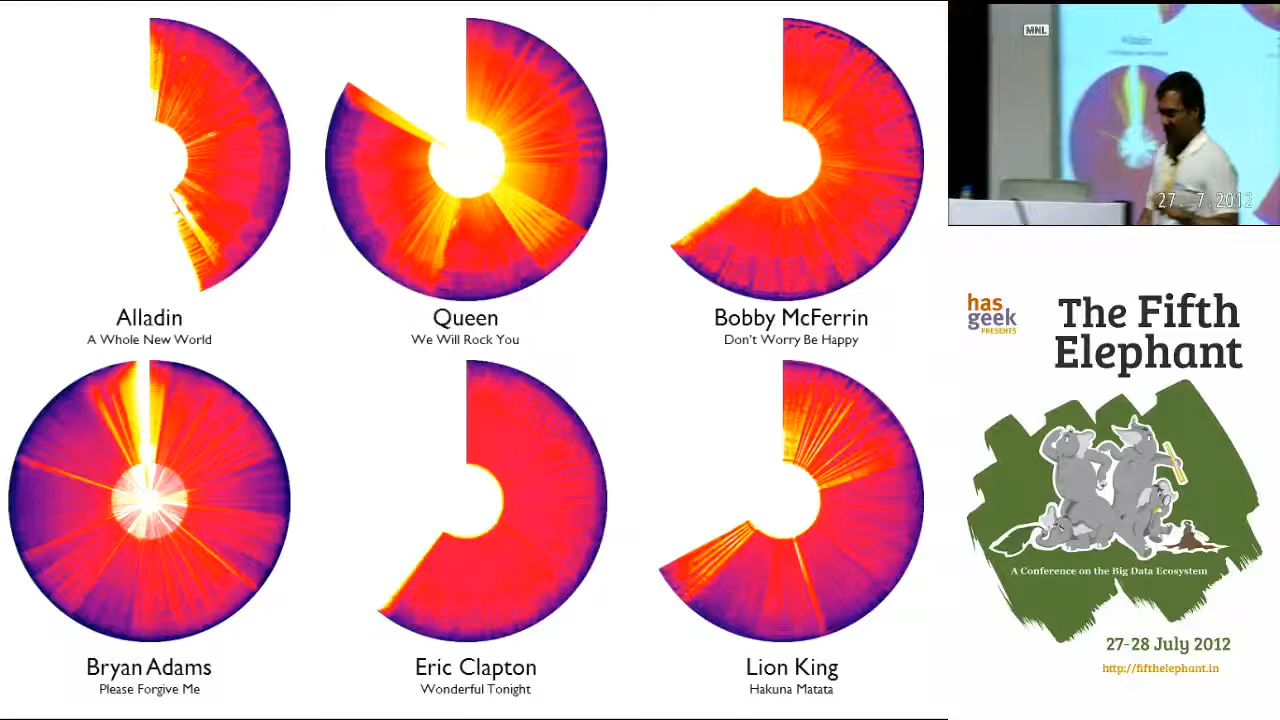 Alladin
A Whole New World
Queen
We Will Rock You
Bobby McFerrin
Don't Worry Be Happy
Bryan Adams
Please Forgive Me
Eric Clapton
Wonderful Tonight
Lion King
Hakuna Matata
MNL
27. 7.2012
has
geek
PRESENTS
The Fifth
Elephant
A Conference on the Big Data Ecosystem
27-28 July 2012
http://fifthelephant.in